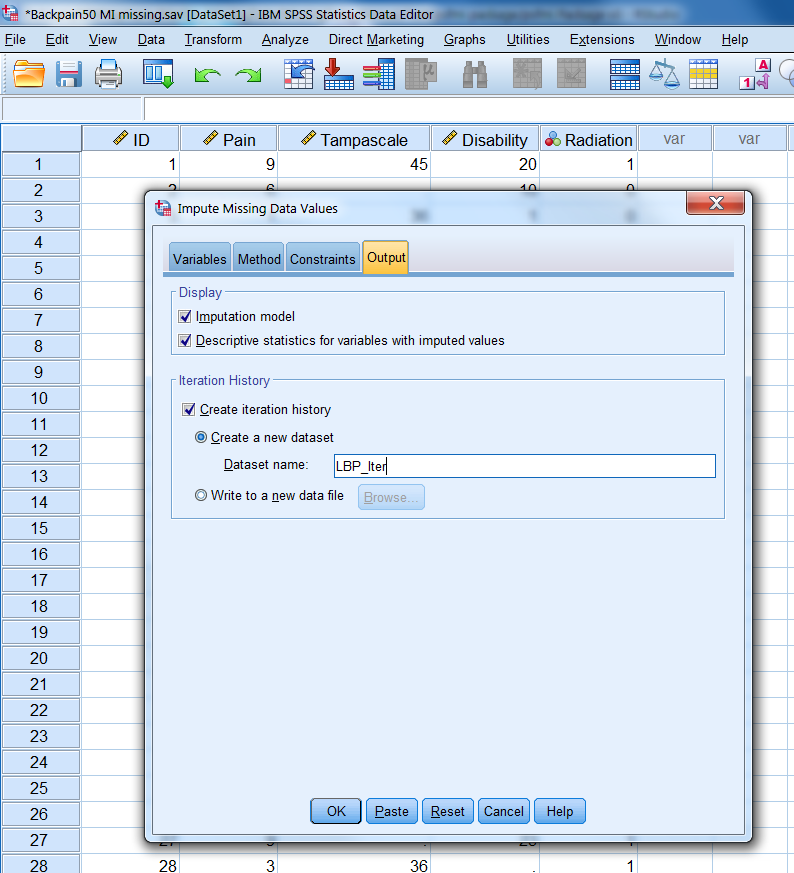 *Backpain50 MI missing.sav [DataSet1] - IBM SPSS Statistics Data Editor
File Edit View Data Transform Analyze Direct Marketing Graphs Utilities Extensions Window Help
ID Pain Tampascale Disability Radiation var var
1 1 9 45 20 1
2
3
Impute Missing Data Values
4
Variables Method Constraints Output
5
6
Display
7
Imputation model
8
Descriptive statistics for variables with imputed values
9
Iteration History
10
Create iteration history
11
Create a new dataset
12
Dataset name: LBP_Iter
13
Write to a new data file Browse...
14
15
16
17
18
19
20
21
22
23
24
25
26
OK Paste Reset Cancel Help
27
28 28 3 36 . 1